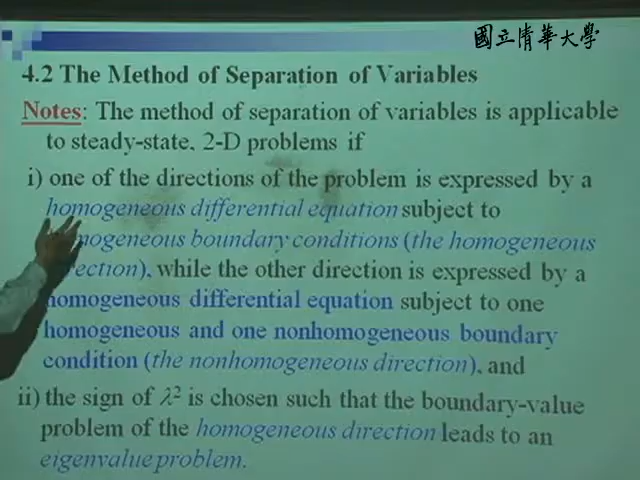 國立清華大學
4.2 The Method of Separation of Variables
Notes: The method of separation of variables is applicable
to steady-state, 2-D problems if
i) one of the directions of the problem is expressed by a
homogeneous differential equation subject to
mogeneous boundary conditions (the homogeneous
rection), while the other direction is expressed by a
homogeneous differential equation subject to one
homogeneous and one nonhomogeneous boundary
condition (the nonhomogeneous direction), and
ii) the sign of λ² is chosen such that the boundary-value
problem of the homogeneous direction leads to an
eigenvalue problem.